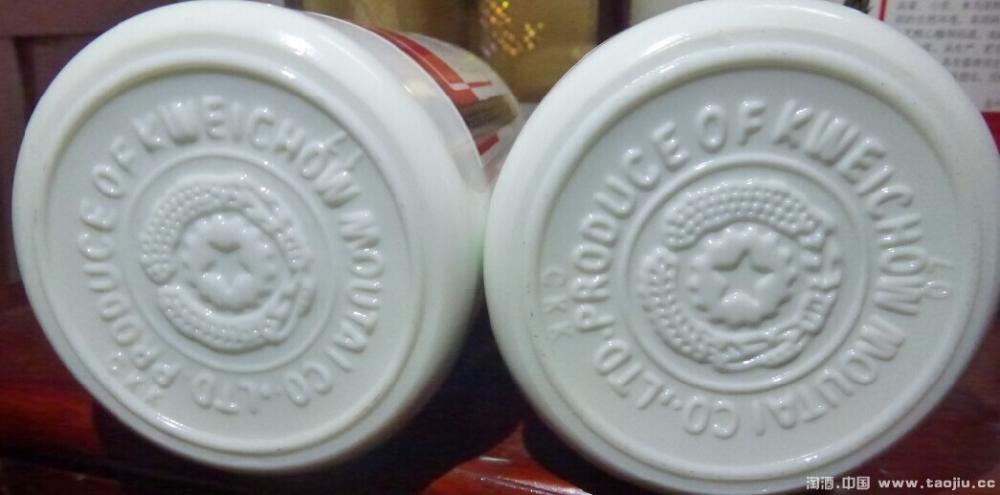 PRODUCE OF KWEICHOW MOUTAI CO.,LTD.
PRODUCE OF KWEICHOW MOUTAI CO.,LTD.
CKK
淘酒.中国 www.taojiu.cc